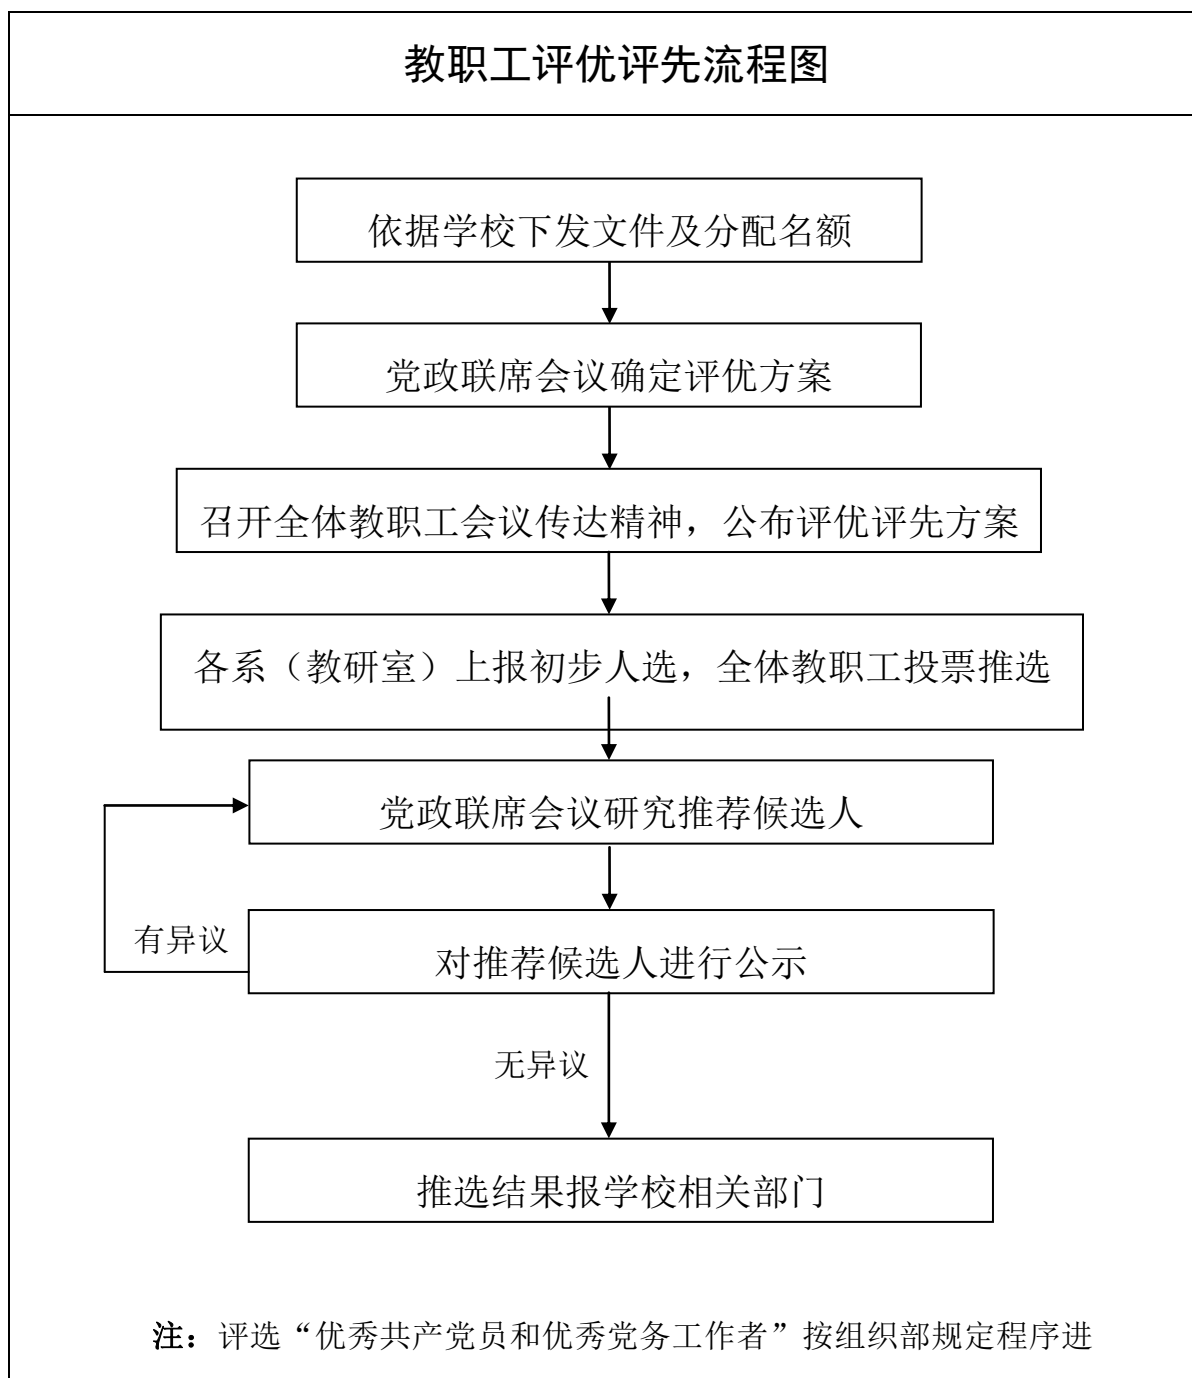 教职工评优评先流程图
依据学校下发文件及分配名额
党政联席会议确定评优方案
召开全体教职工会议传达精神，公布评优评先方案
各系（教研室）上报初步人选，全体教职工投票推选
党政联席会议研究推荐候选人
有异议
对推荐候选人进行公示
无异议
推选结果报学校相关部门
注：评选“优秀共产党员和优秀党务工作者”按组织部规定程序进